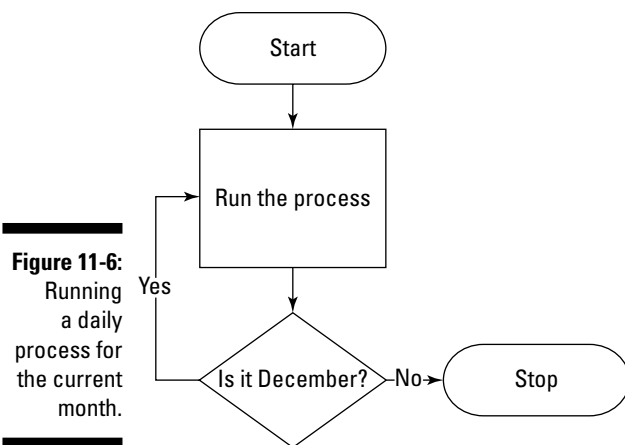 Start
Run the process
Yes
Is it December?
No
Stop
Figure 11-6:
Running
a daily
process for
the current
month.